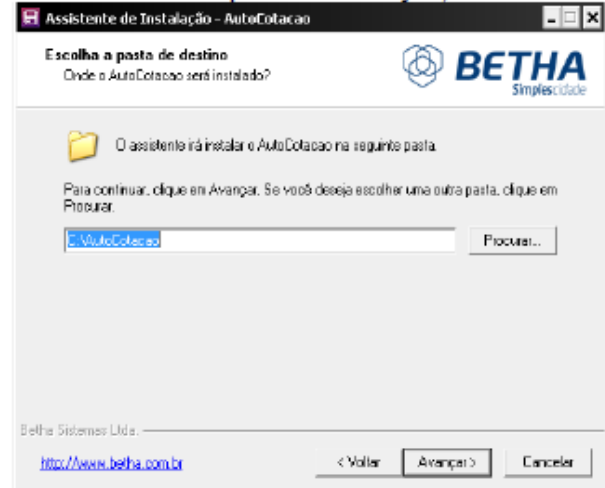 Assistente de Instalação - AutoCotacao
Escolha a pasta de destino
Onde o AutoCotacao será instalado?
BETHA
Simplescidade
O assistente irá instalar o AutoCotacao na seguinte pasta.
Para continuar, clique em Avançar. Se você deseja escolher uma outra pasta, clique em
Procurar.
C:\AutoCotacao
Procurar...
Betha Sistemas Ltda.
http://www.betha.com.br
< Voltar
Avançar >
Cancelar